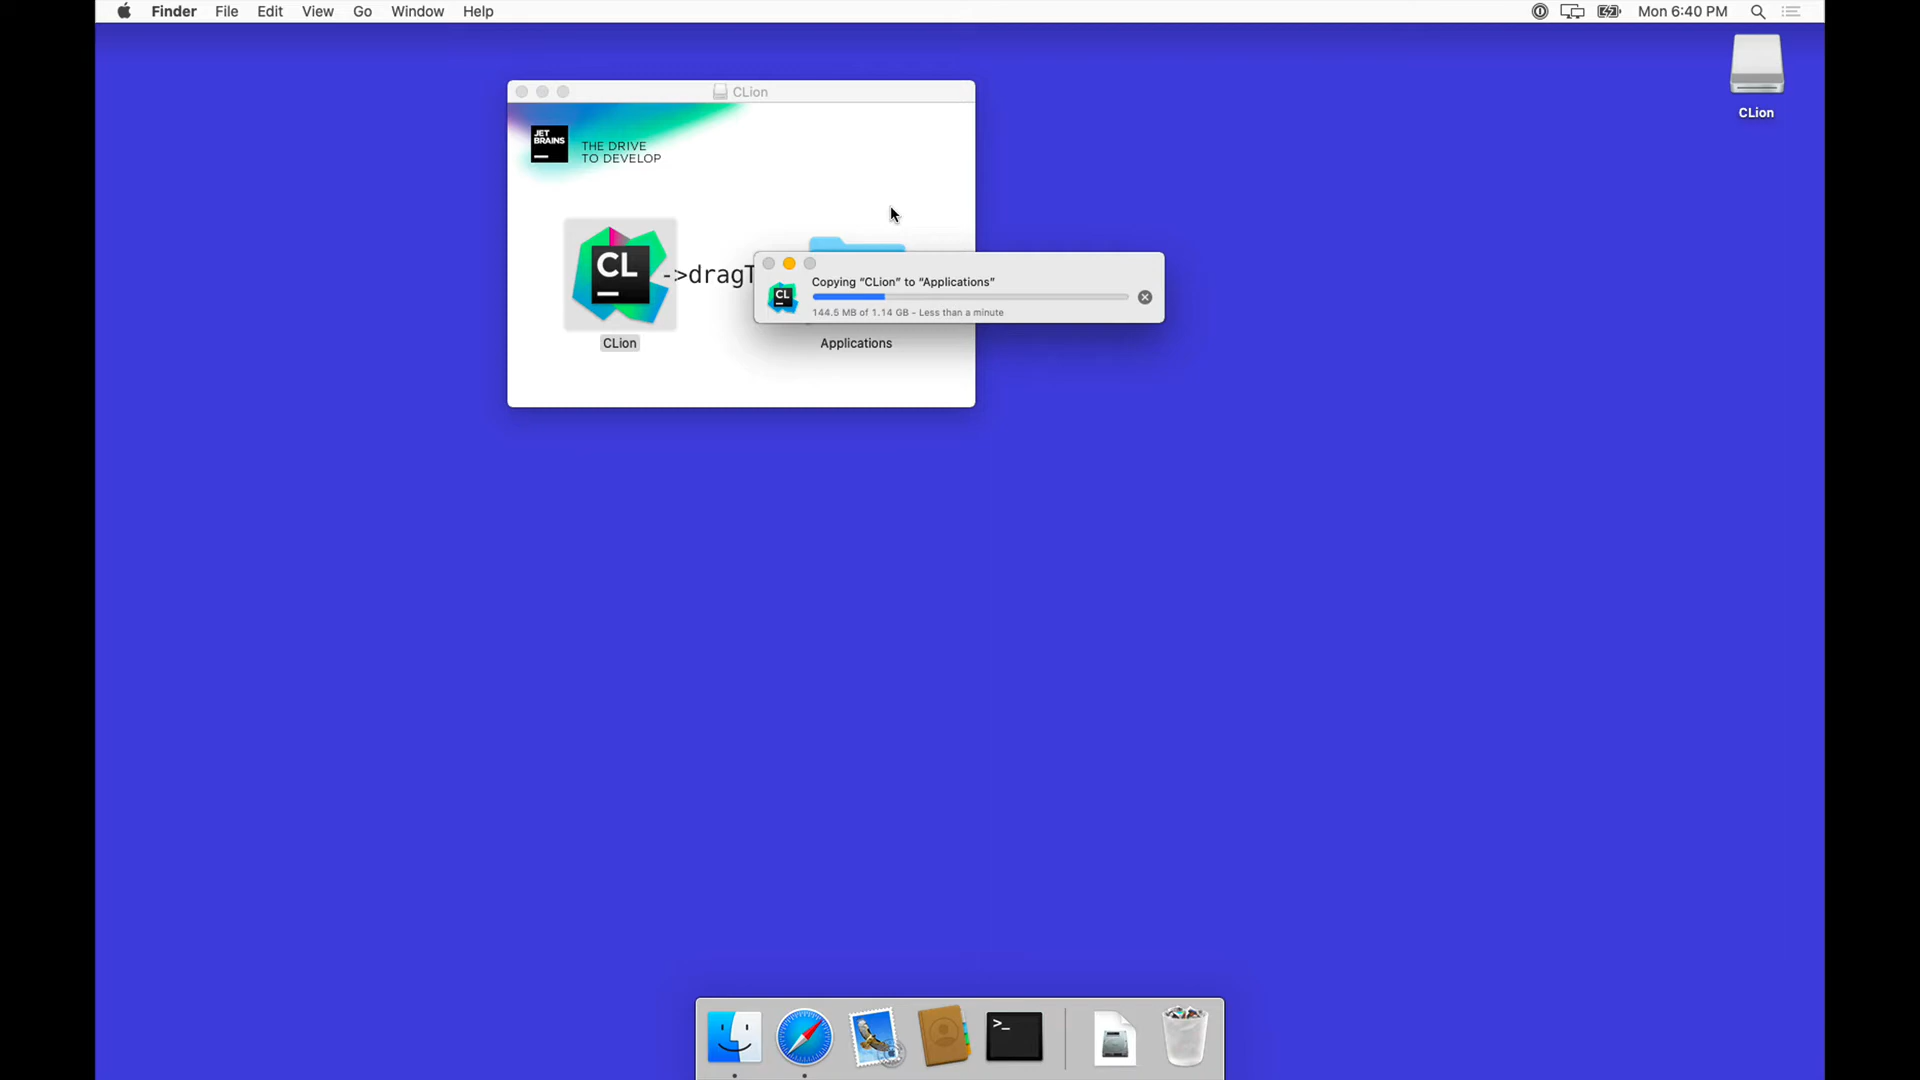 Finder File Edit View Go Window Help Mon 6:40 PM
CLion
CLion
JET
BRAINS
THE DRIVE
TO DEVELOP
CL
->dragT
Copying “CLion” to “Applications”
CL
144.5 MB of 1.14 GB - Less than a minute
CLion
Applications
>_